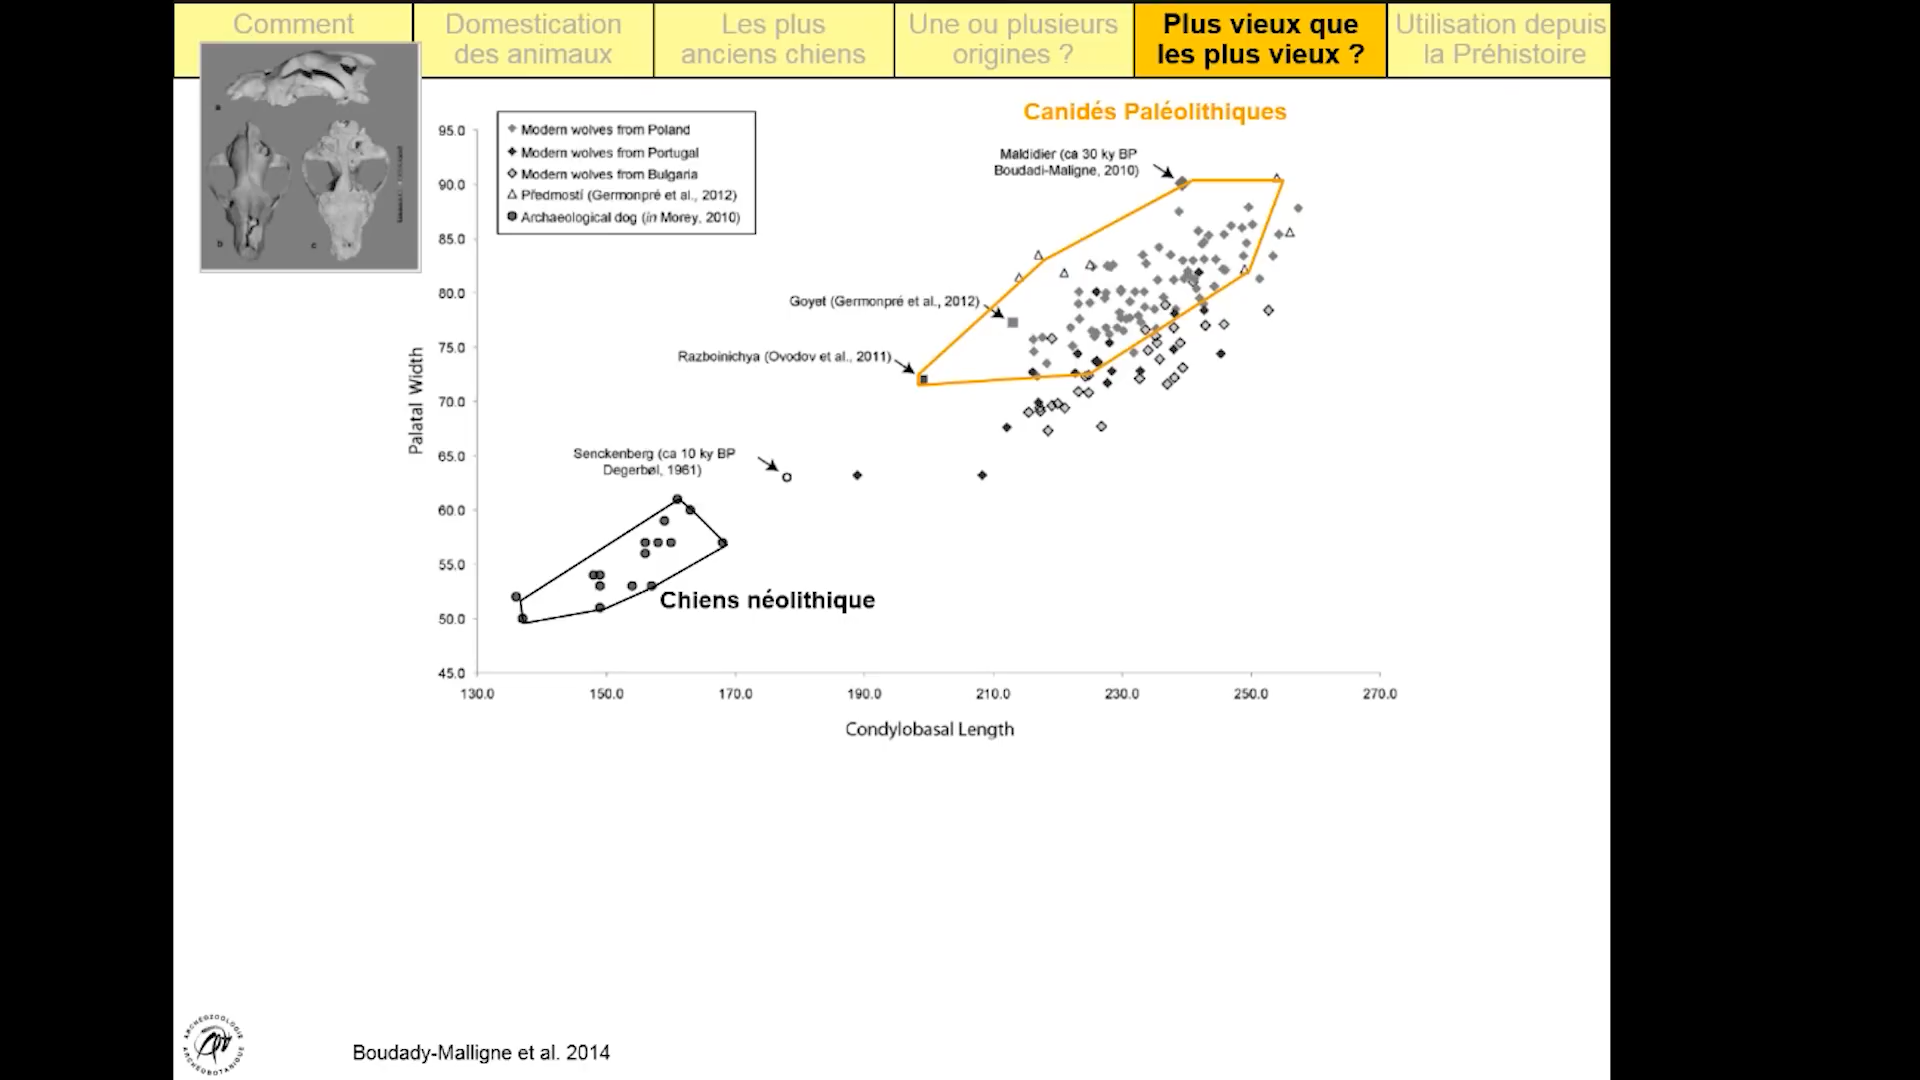 Comment
Domestication
des animaux
Les plus
anciens chiens
Une ou plusieurs
origines ?
Plus vieux que
les plus vieux ?
Utilisation depuis
la Préhistoire
a
b
c
Canidés Paléolithiques
Modern wolves from Poland
Modern wolves from Portugal
Modern wolves from Bulgaria
Předmostí (Germonpré et al., 2012)
Archaeological dog (in Morey, 2010)
Maldidier (ca 30 ky BP
Boudadi-Maligne, 2010)
Goyet (Germonpré et al., 2012)
Razboinichya (Ovodov et al., 2011)
Senckenberg (ca 10 ky BP
Degerbøl, 1961)
Chiens néolithique
Palatal Width
95.0
90.0
85.0
80.0
75.0
70.0
65.0
60.0
55.0
50.0
45.0
130.0 150.0 170.0 190.0 210.0 230.0 250.0 270.0
Condylobasal Length
ARCHÉOZOOLOGIE
ARCHÉOBOTANIQUE
Boudady-Malligne et al. 2014